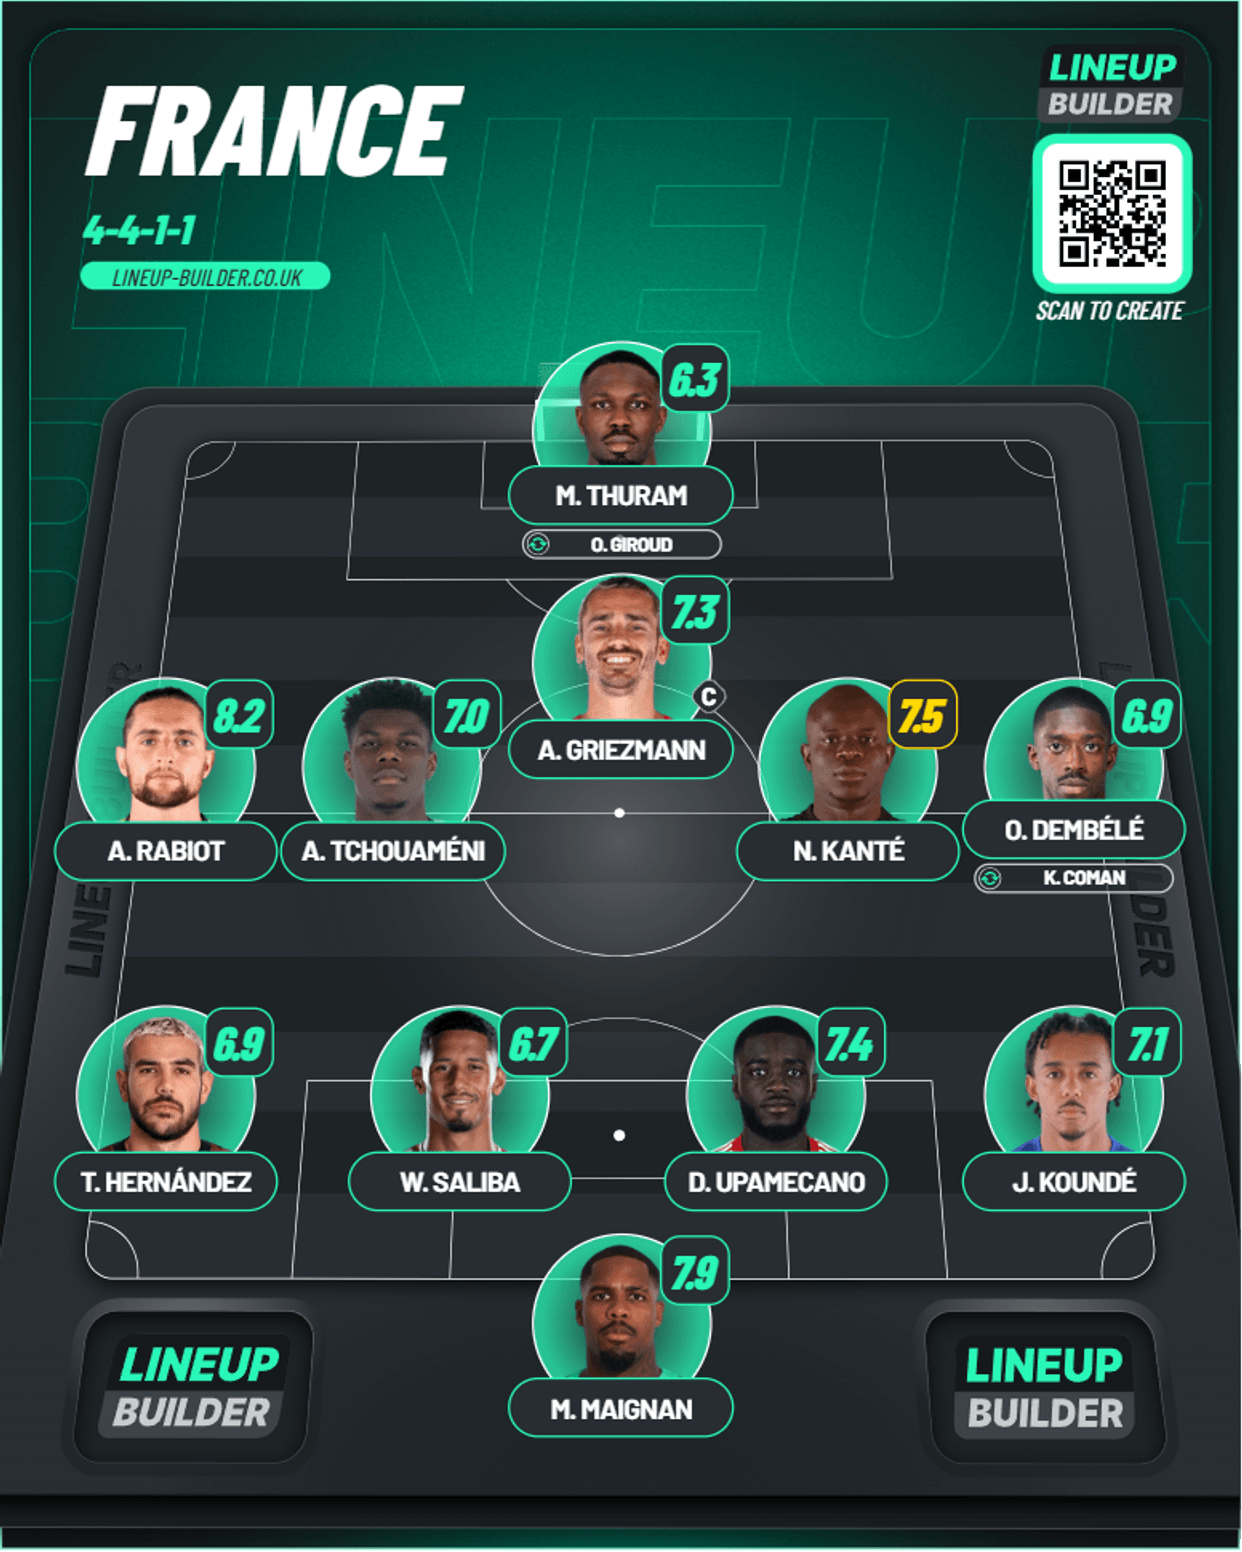 FRANCE
4-4-1-1
LINEUP-BUILDER.CO.UK
LINEUP
BUILDER
SCAN TO CREATE
6.3
M. THURAM
O. GIROUD
7.3
C
A. GRIEZMANN
8.2
A. RABIOT
7.0
A. TCHOUAMÉNI
7.5
N. KANTÉ
6.9
O. DEMBÉLÉ
K. COMAN
6.9
T. HERNÁNDEZ
6.7
W. SALIBA
7.4
D. UPAMECANO
7.1
J. KOUNDÉ
7.9
M. MAIGNAN
LINEUP
BUILDER
LINEUP
BUILDER